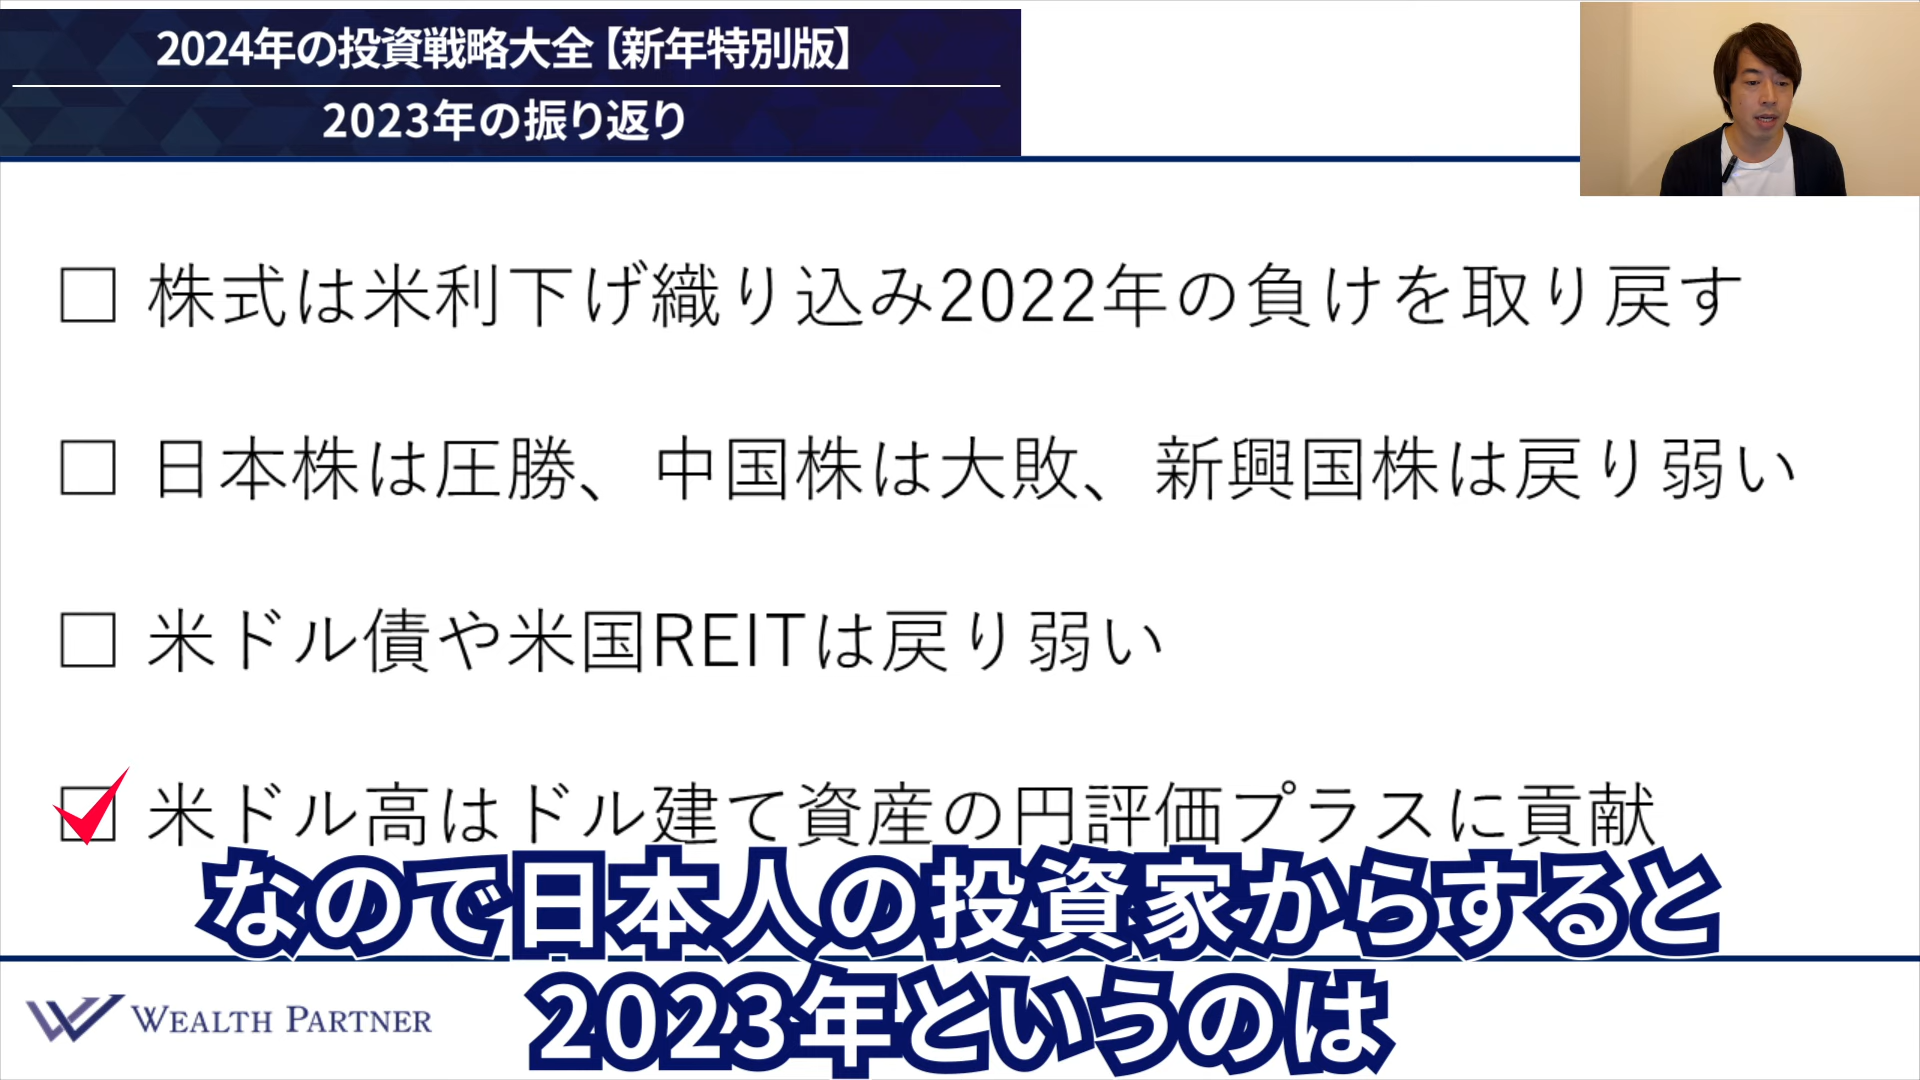 2024年の投資戦略大全【新年特別版】
2023年の振り返り
株式は米利下げ織り込み2022年の負けを取り戻す
日本株は圧勝、中国株は大敗、新興国株は戻り弱い
米ドル債や米国REITは戻り弱い
米ドル高はドル建て資産の円評価プラスに貢献
なので日本人の投資家からすると
2023年というのは
WEALTH PARTNER